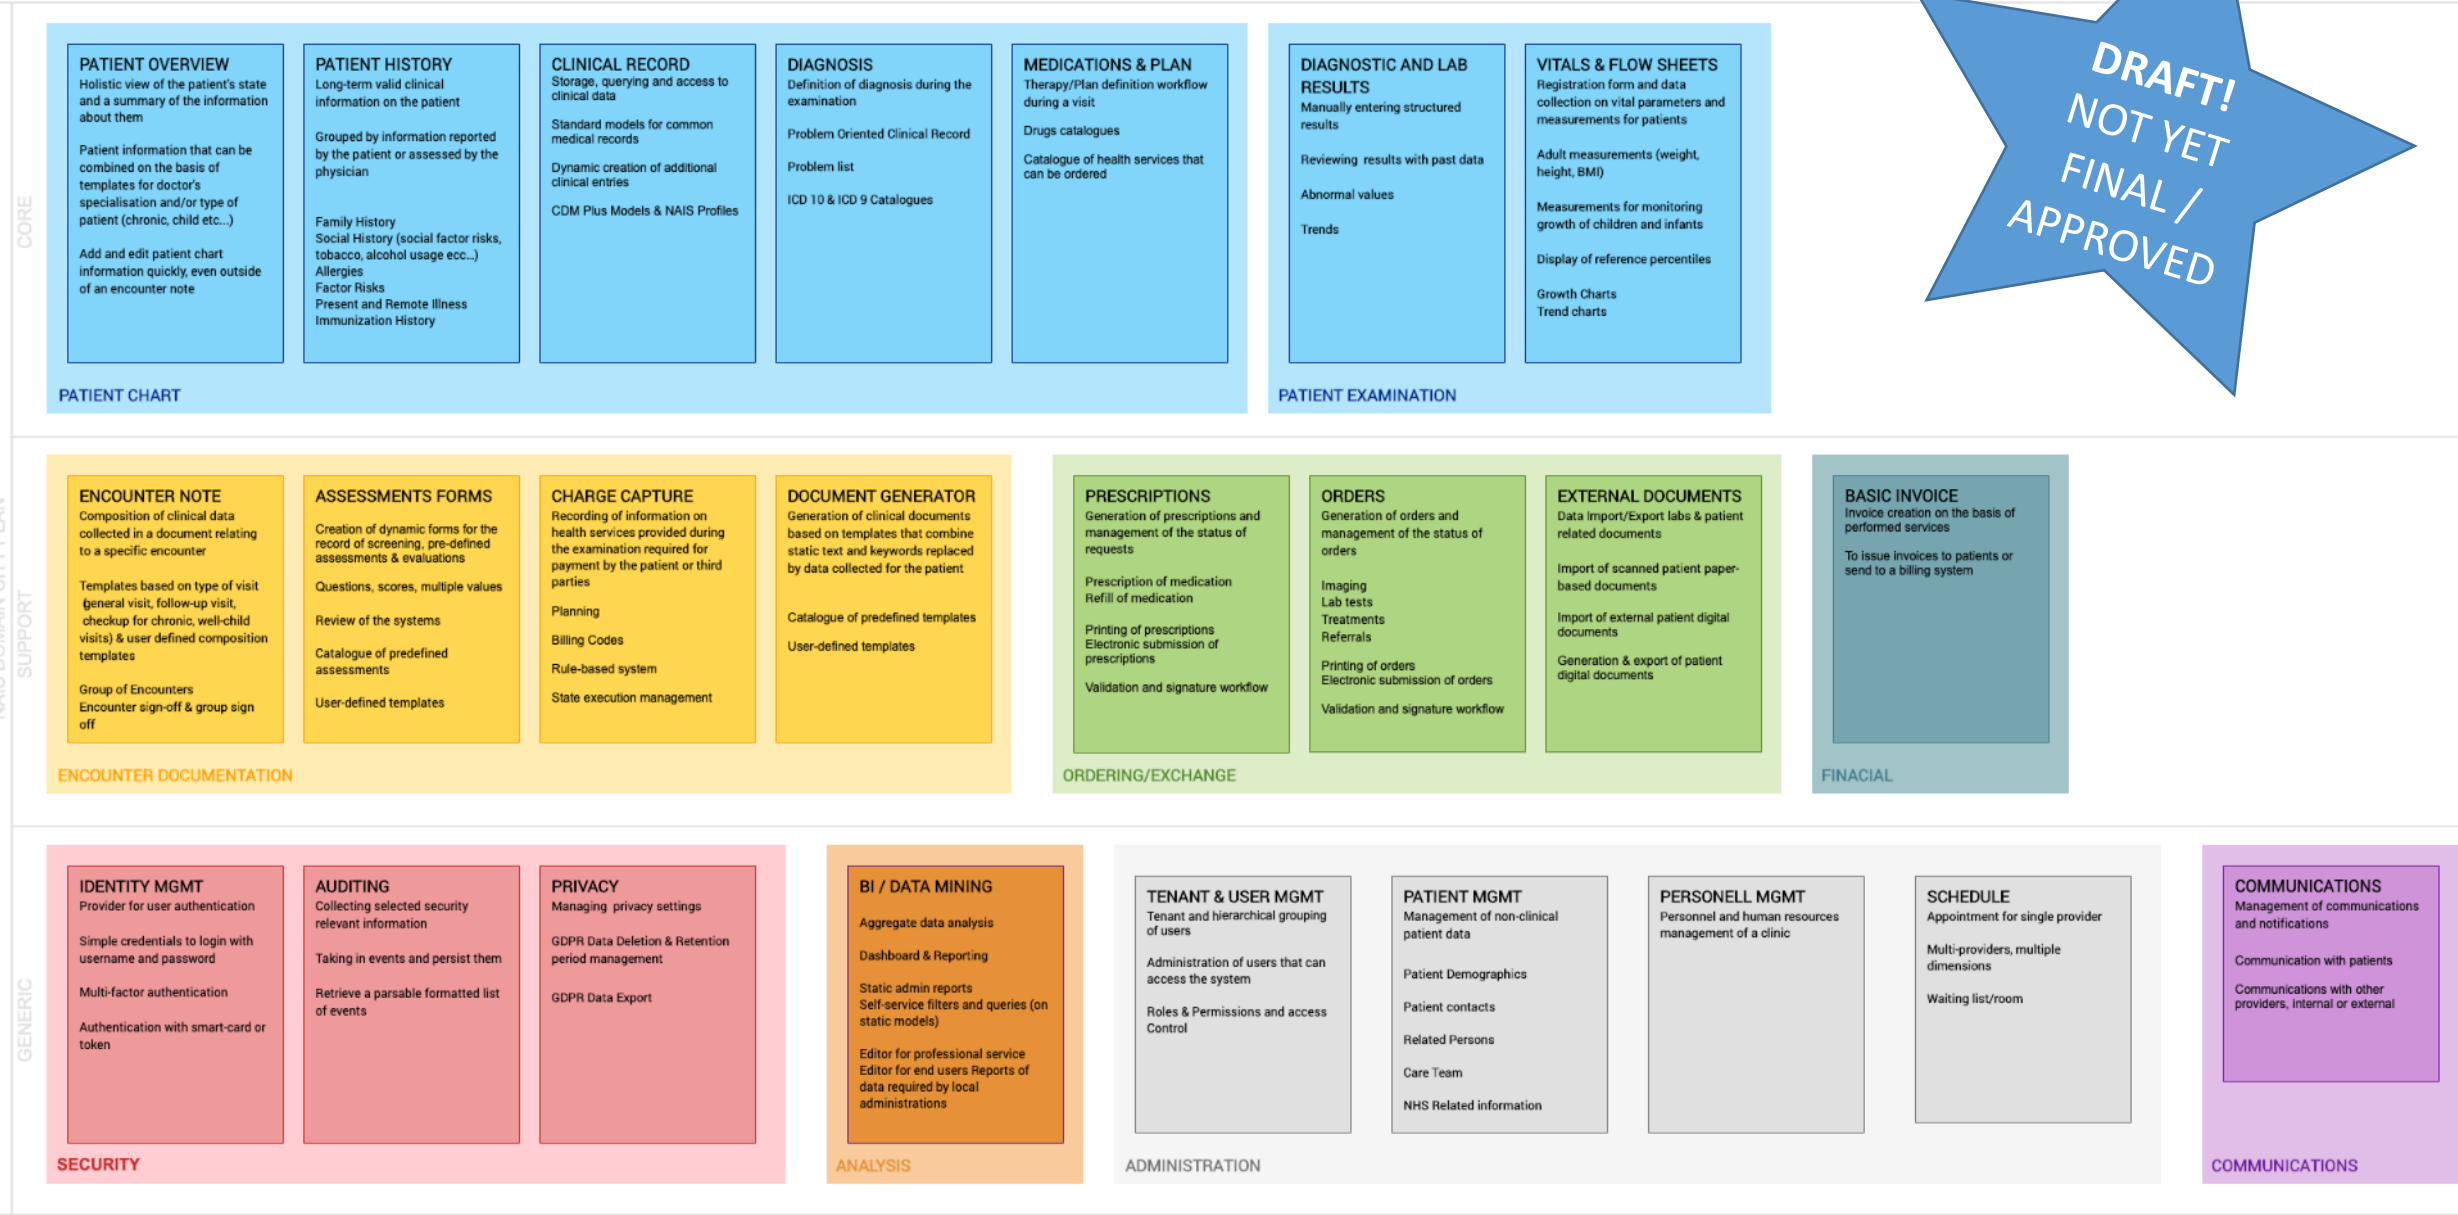 PATIENT OVERVIEW
Holistic view of the patient's state
and a summary of the information
about them
Patient information that can be
combined on the basis of
templates for doctor's
specialisation and/or type of
patient (chronic, child etc...)
Add and edit patient chart
information quickly, even outside
of an encounter note
PATIENT HISTORY
Long-term valid clinical
information on the patient
Grouped by information reported
by the patient or assessed by the
physician
Family History
Social History (social factor risks,
tobacco, alcohol usage ecc...)
Allergies
Factor Risks
Present and Remote Illness
Immunization History
CLINICAL RECORD
Storage, querying and access to
clinical data
Standard models for common
medical records
Dynamic creation of additional
clinical entries
CDM Plus Models & NAIS Profiles
DIAGNOSIS
Definition of diagnosis during the
examination
Problem Oriented Clinical Record
Problem list
ICD 10 & ICD 9 Catalogues
MEDICATIONS & PLAN
Therapy/Plan definition workflow
during a visit
Drugs catalogues
Catalogue of health services that
can be ordered
PATIENT CHART
DIAGNOSTIC AND LAB
RESULTS
Manually entering structured
results
Reviewing results with past data
Abnormal values
Trends
VITALS & FLOW SHEETS
Registration form and data
collection on vital parameters and
measurements for patients
Adult measurements (weight,
height, BMI)
Measurements for monitoring
growth of children and infants
Display of reference percentiles
Growth Charts
Trend charts
PATIENT EXAMINATION
DRAFT!
NOT YET
FINAL /
APPROVED
CORE
ENCOUNTER NOTE
Composition of clinical data
collected in a document relating
to a specific encounter
Templates based on type of visit
(general visit, follow-up visit,
checkup for chronic, well-child
visits) & user defined composition
templates
Group of Encounters
Encounter sign-off & group sign
off
ASSESSMENTS FORMS
Creation of dynamic forms for the
record of screening, pre-defined
assessments & evaluations
Questions, scores, multiple values
Review of the systems
Catalogue of predefined
assessments
User-defined templates
CHARGE CAPTURE
Recording of information on
health services provided during
the examination required for
payment by the patient or third
parties
Planning
Billing Codes
Rule-based system
State execution management
DOCUMENT GENERATOR
Generation of clinical documents
based on templates that combine
static text and keywords replaced
by data collected for the patient
Catalogue of predefined templates
User-defined templates
ENCOUNTER DOCUMENTATION
PRESCRIPTIONS
Generation of prescriptions and
management of the status of
requests
Prescription of medication
Refill of medication
Printing of prescriptions
Electronic submission of
prescriptions
Validation and signature workflow
ORDERS
Generation of orders and
management of the status of
orders
Imaging
Lab tests
Treatments
Referrals
Printing of orders
Electronic submission of orders
Validation and signature workflow
EXTERNAL DOCUMENTS
Data Import/Export labs & patient
related documents
Import of scanned patient paper-
based documents
Import of external patient digital
documents
Generation & export of patient
digital documents
ORDERING/EXCHANGE
BASIC INVOICE
Invoice creation on the basis of
performed services
To issue invoices to patients or
send to a billing system
FINACIAL
SUPPORT
IDENTITY MGMT
Provider for user authentication
Simple credentials to login with
username and password
Multi-factor authentication
Authentication with smart-card or
token
AUDITING
Collecting selected security
relevant information
Taking in events and persist them
Retrieve a parsable formatted list
of events
PRIVACY
Managing privacy settings
GDPR Data Deletion & Retention
period management
GDPR Data Export
SECURITY
BI / DATA MINING
Aggregate data analysis
Dashboard & Reporting
Static admin reports
Self-service filters and queries (on
static models)
Editor for professional service
Editor for end users Reports of
data required by local
administrations
ANALYSIS
TENANT & USER MGMT
Tenant and hierarchical grouping
of users
Administration of users that can
access the system
Roles & Permissions and access
Control
PATIENT MGMT
Management of non-clinical
patient data
Patient Demographics
Patient contacts
Related Persons
Care Team
NHS Related information
PERSONELL MGMT
Personnel and human resources
management of a clinic
SCHEDULE
Appointment for single provider
Multi-providers, multiple
dimensions
Waiting list/room
ADMINISTRATION
COMMUNICATIONS
Management of communications
and notifications
Communication with patients
Communications with other
providers, internal or external
COMMUNICATIONS
GENERIC